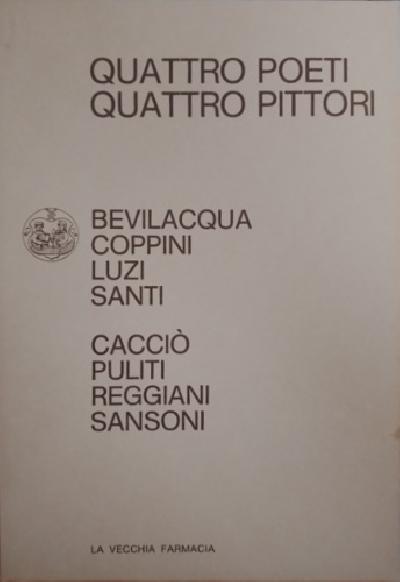 QUATTRO POETI
QUATTRO PITTORI
BEVILACQUA
COPPINI
LUZI
SANTI
CACCIÒ
PULITI
REGGIANI
SANSONI
LA VECCHIA FARMACIA